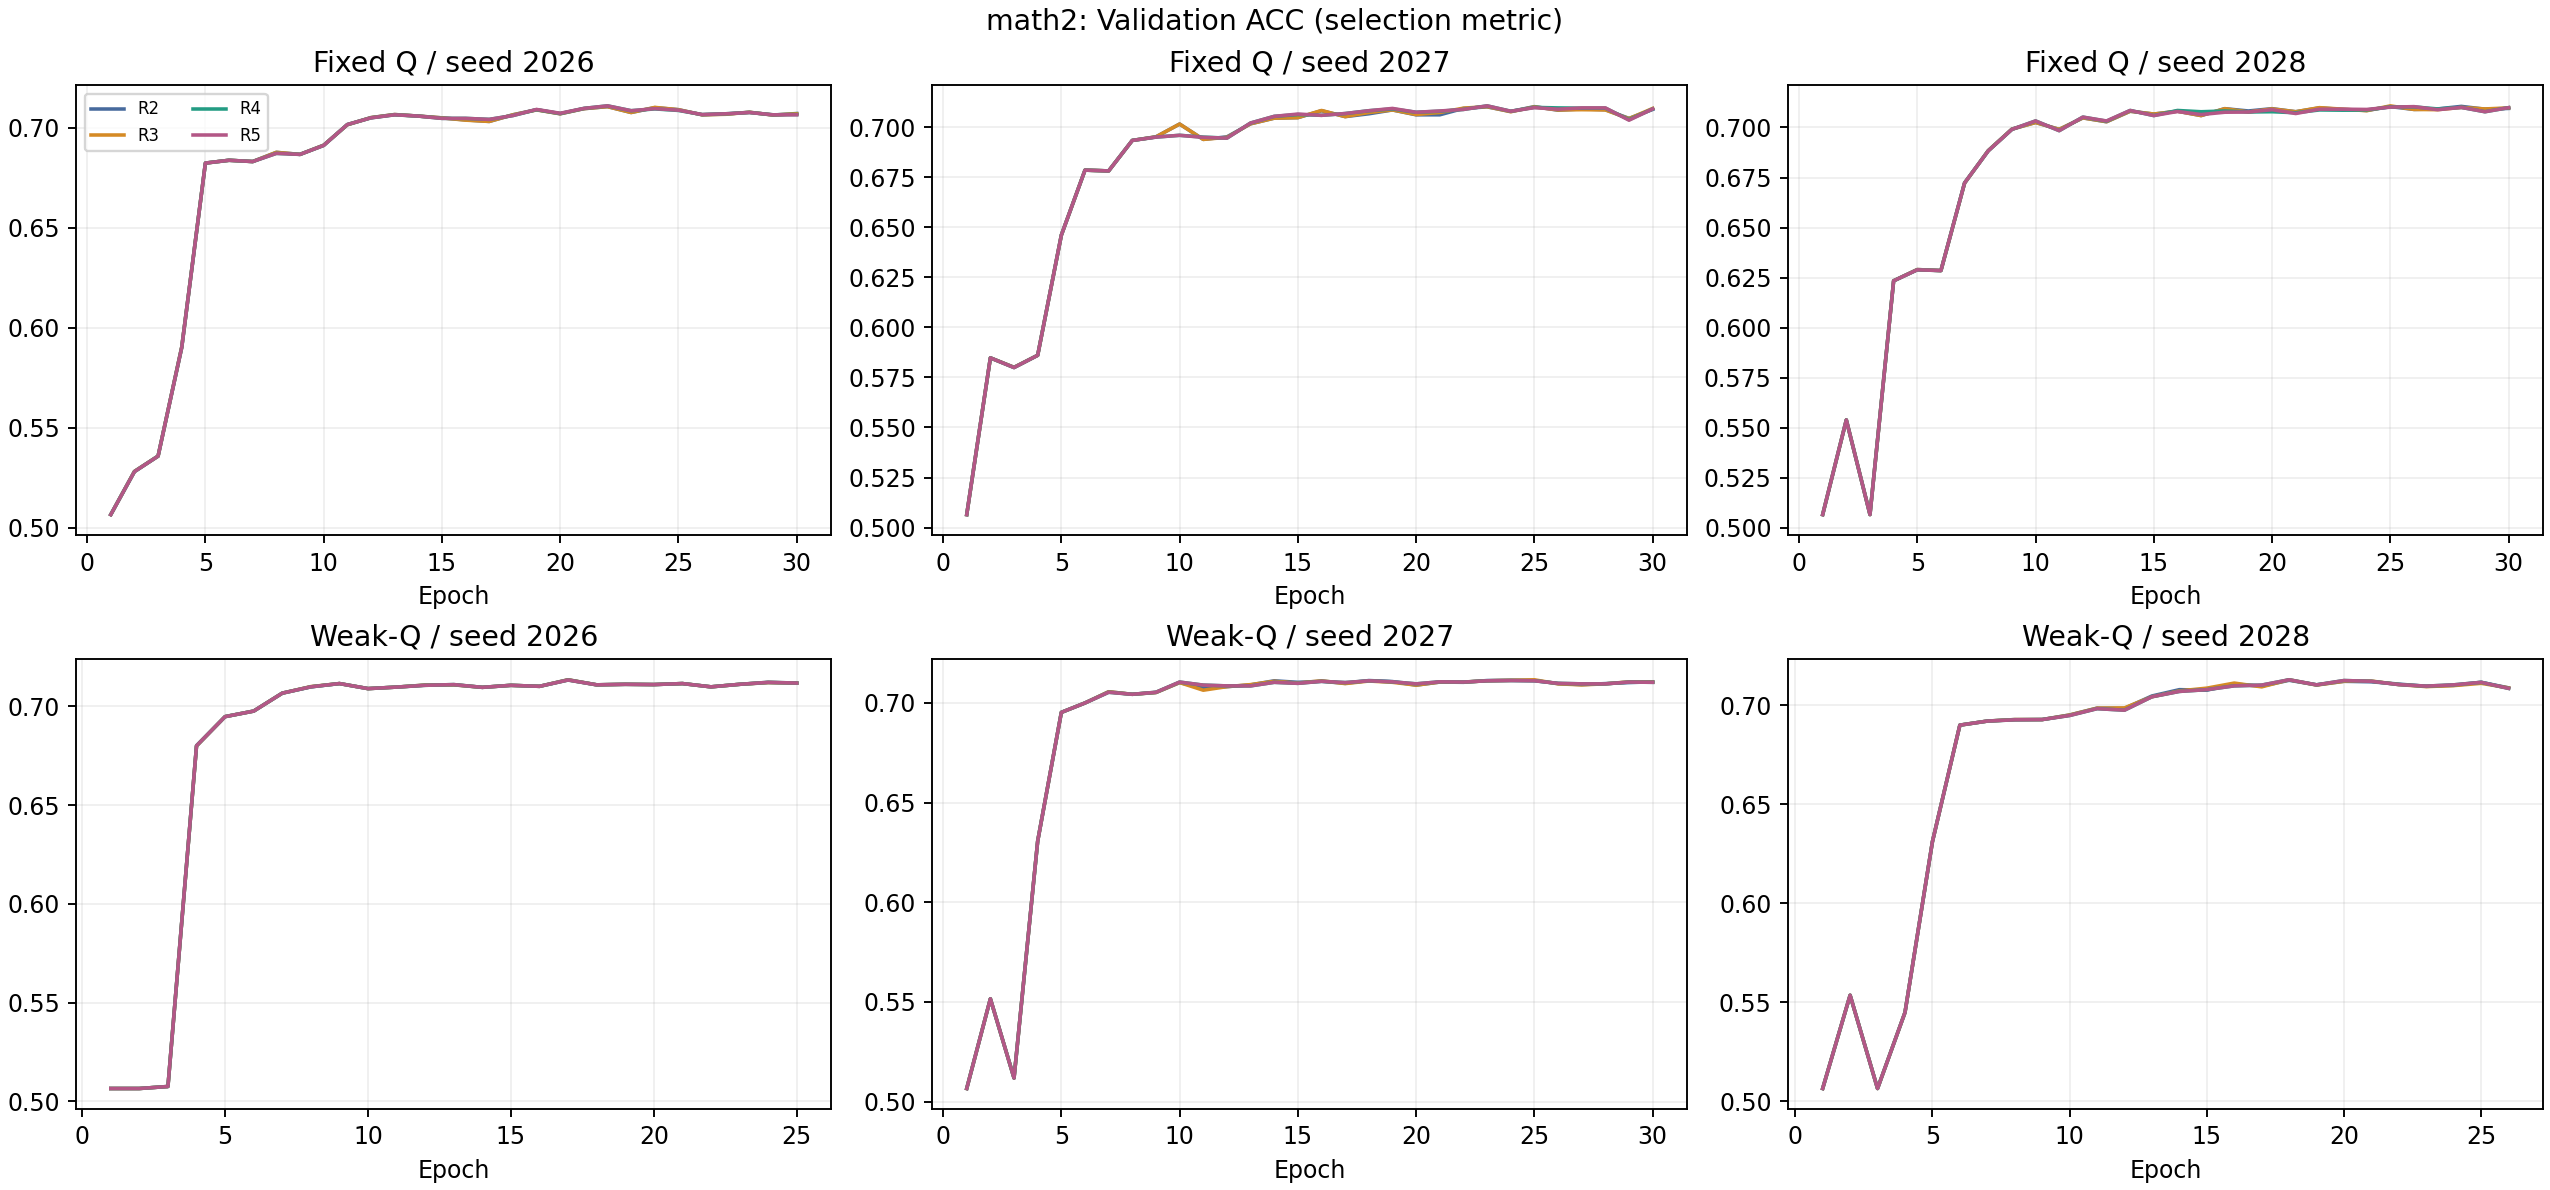 math2: Validation ACC (selection metric)
Fixed Q / seed 2026
R2 R4
R3 R5
0.70
0.65
0.60
0.55
0.50
0 5 10 15 20 25 30
Epoch
Fixed Q / seed 2027
0.700
0.675
0.650
0.625
0.600
0.575
0.550
0.525
0.500
0 5 10 15 20 25 30
Epoch
Fixed Q / seed 2028
0.700
0.675
0.650
0.625
0.600
0.575
0.550
0.525
0.500
0 5 10 15 20 25 30
Epoch
Weak-Q / seed 2026
0.70
0.65
0.60
0.55
0.50
0 5 10 15 20 25
Epoch
Weak-Q / seed 2027
0.70
0.65
0.60
0.55
0.50
0 5 10 15 20 25 30
Epoch
Weak-Q / seed 2028
0.70
0.65
0.60
0.55
0.50
0 5 10 15 20 25
Epoch